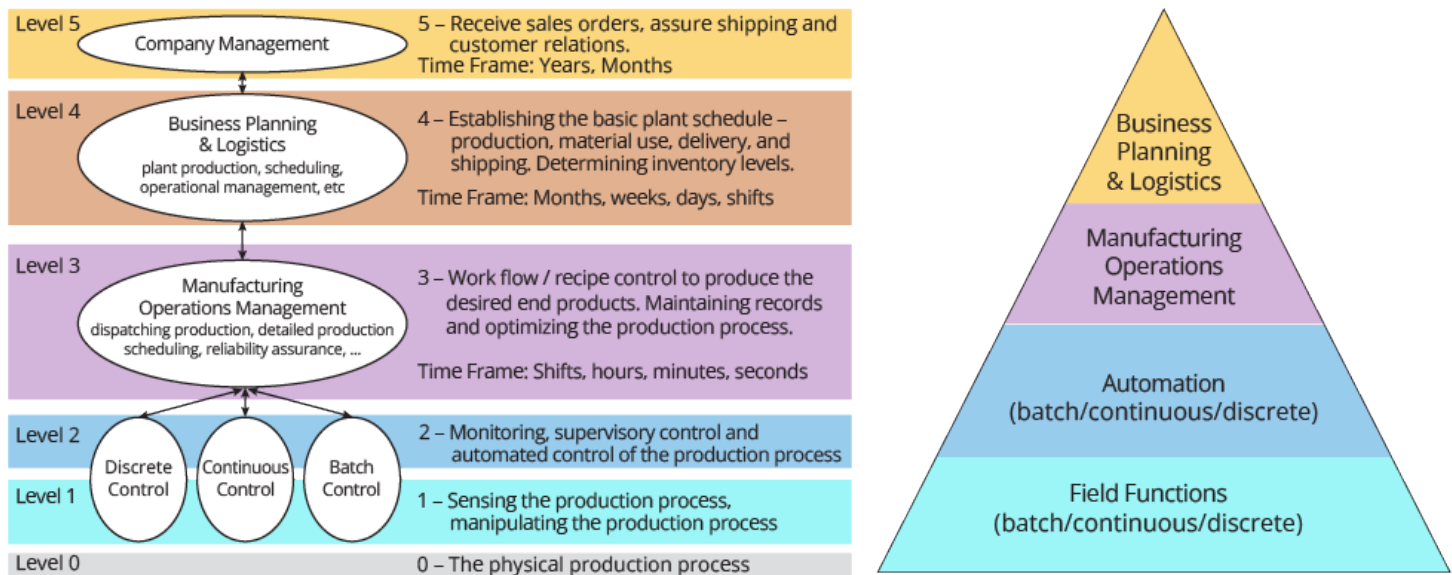 Level 5
Company Management
5 – Receive sales orders, assure shipping and
customer relations.
Time Frame: Years, Months
Level 4
Business Planning
& Logistics
plant production, scheduling,
operational management, etc
4 – Establishing the basic plant schedule –
production, material use, delivery, and
shipping. Determining inventory levels.
Time Frame: Months, weeks, days, shifts
Level 3
Manufacturing
Operations Management
dispatching production, detailed production
scheduling, reliability assurance, ...
3 – Work flow / recipe control to produce the
desired end products. Maintaining records
and optimizing the production process.
Time Frame: Shifts, hours, minutes, seconds
Level 2
2 – Monitoring, supervisory control and
automated control of the production process
Discrete
Control
Continuous
Control
Batch
Control
Level 1
1 – Sensing the production process,
manipulating the production process
Level 0
0 – The physical production process
Business
Planning
& Logistics
Manufacturing
Operations
Management
Automation
(batch/continuous/discrete)
Field Functions
(batch/continuous/discrete)